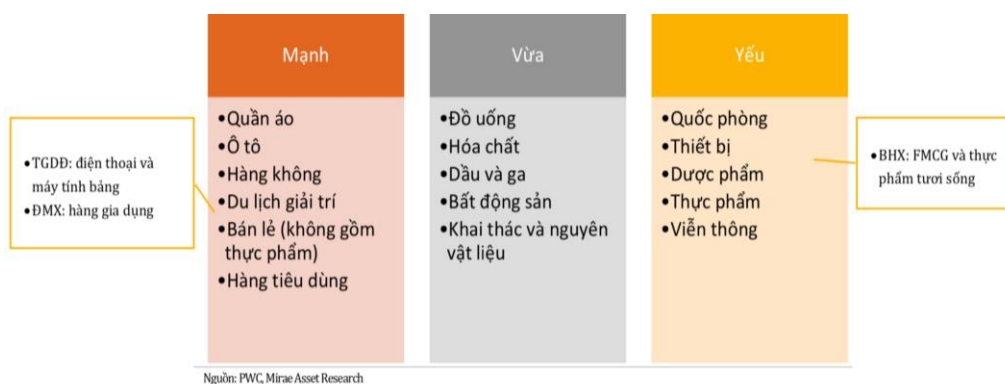 Mạnh
Vừa
Yếu
•TGDĐ: điện thoại và
máy tính bảng
•ĐMX: hàng gia dụng
•Quần áo
•Ô tô
•Hàng không
•Du lịch giải trí
•Bán lẻ (không gồm
thực phẩm)
•Hàng tiêu dùng
•Đồ uống
•Hóa chất
•Dầu và ga
•Bất động sản
•Khai thác và nguyên
vật liệu
•Quốc phòng
•Thiết bị
•Dược phẩm
•Thực phẩm
•Viễn thông
•BHX: FMCG và thực
phẩm tươi sống
Nguồn: PWC, Mirae Asset Research